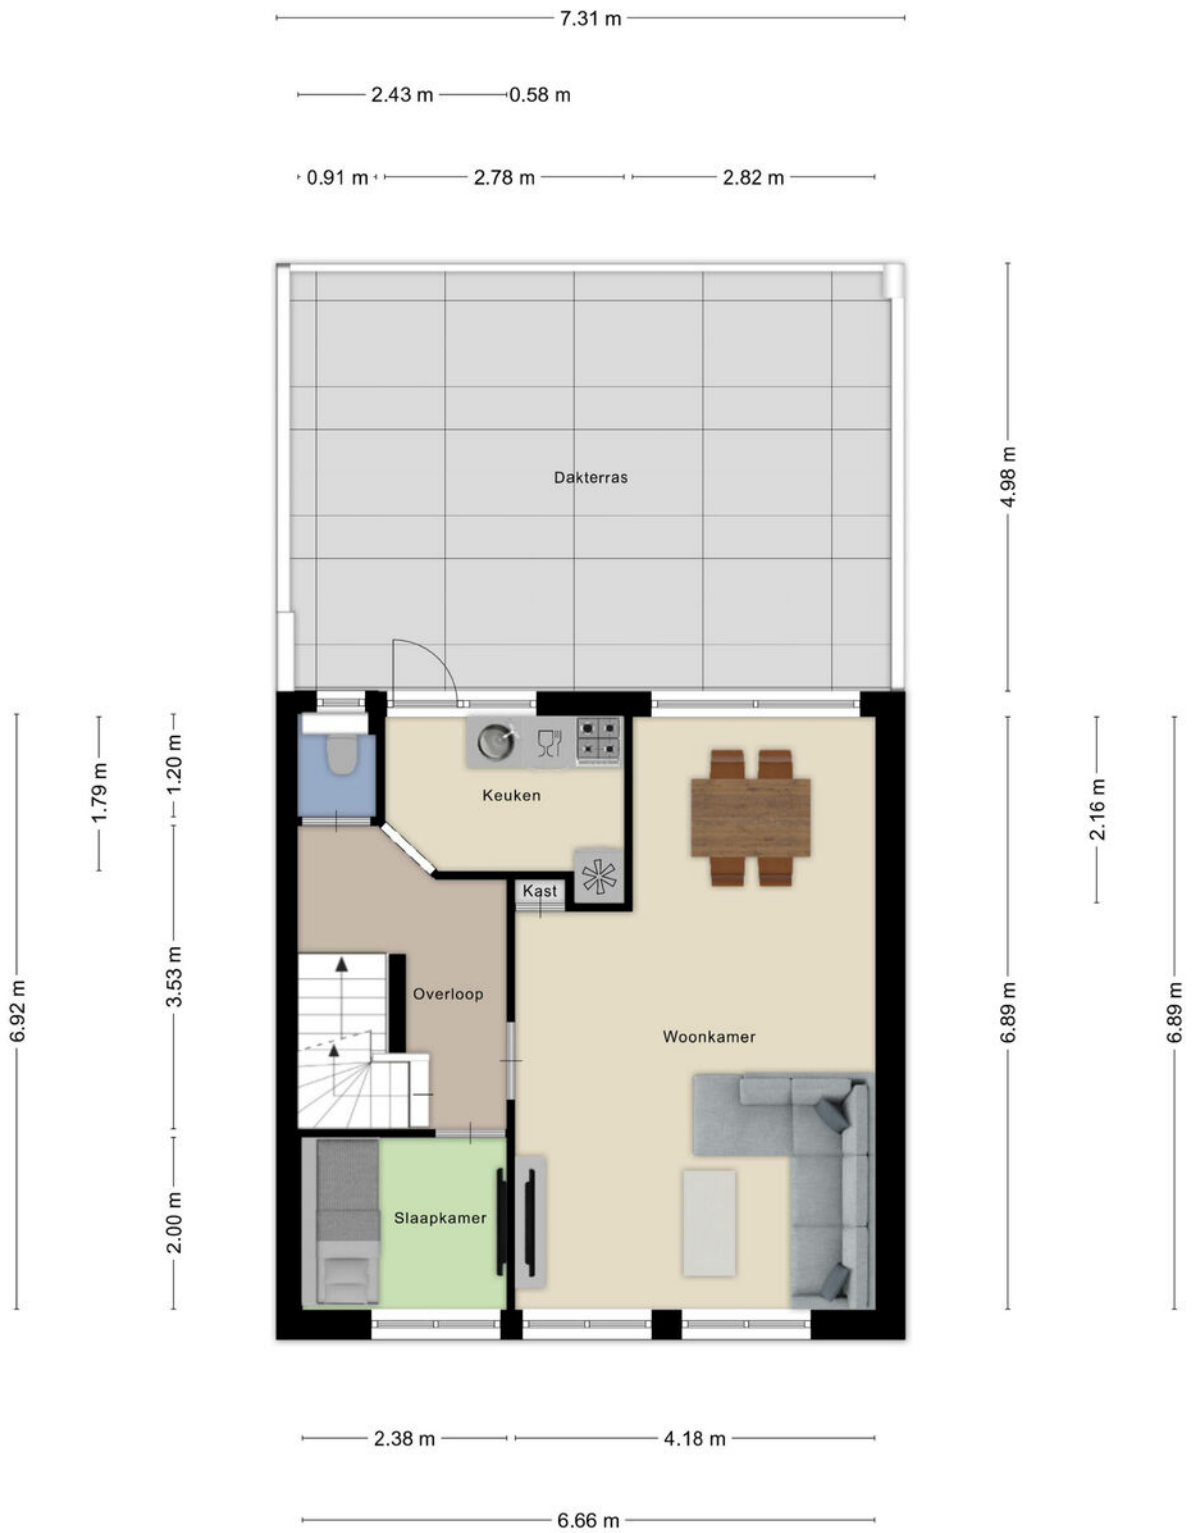 7.31 m
2.43 m 0.58 m
0.91 m 2.78 m 2.82 m
Dakterras
4.98 m
1.20 m
1.79 m
2.16 m
Keuken
Kast
3.53 m
Overloop
6.92 m
6.89 m
6.89 m
Woonkamer
2.00 m
Slaapkamer
2.38 m 4.18 m
6.66 m